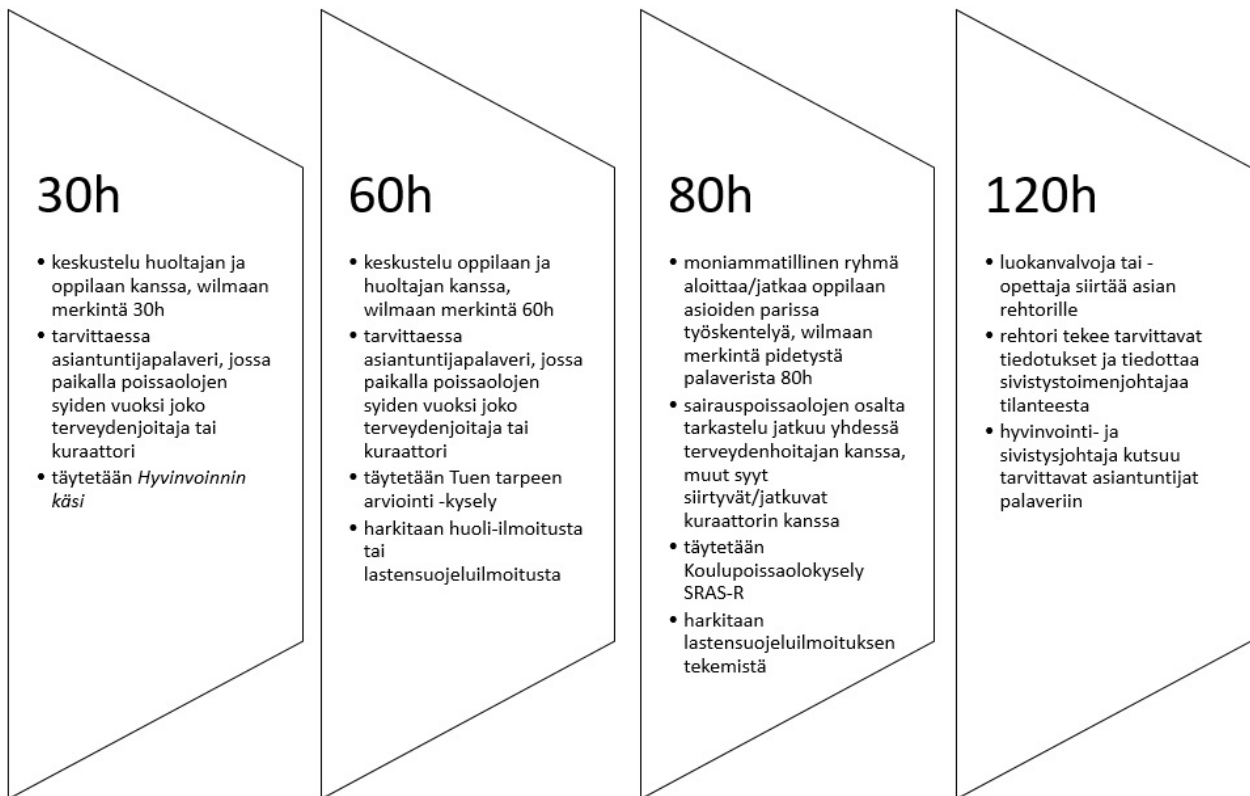 30h
• keskustelu huoltajan ja
oppilaan kanssa, wilmaan
merkintä 30h
• tarvittaessa
asiantuntijapalaveri, jossa
paikalla poissaolojen
syiden vuoksi joko
terveydenjoitaja tai
kuraattori
• täytetään Hyvinvoinnin
käsi
60h
• keskustelu oppilaan ja
huoltajan kanssa,
wilmaan merkintä 60h
• tarvittaessa
asiantuntijapalaveri, jossa
paikalla poissaolojen
syiden vuoksi joko
terveydenjoitaja tai
kuraattori
• täytetään Tuen tarpeen
arviointi -kysely
• harkitaan huoli-ilmoitusta
tai
lastensuojeluilmoitusta
80h
• moniammatillinen ryhmä
aloittaa/jatkaa oppilaan
asioiden parissa
työskentelyä, wilmaan
merkintä pidetystä
palaverista 80h
• sairauspoissaolojen osalta
tarkastelu jatkuu yhdessä
terveydenhoitajan kanssa,
muut syyt
siirtyvät/jatkuvat
kuraattorin kanssa
• täytetään
Koulupoissaolokysely
SRAS-R
• harkitaan
lastensuojeluilmoituksen
tekemistä
120h
• luokanvalvoja tai -
opettaja siirtää asian
rehtorille
• rehtori tekee tarvittavat
tiedotukset ja tiedottaa
sivistystoimenjohtajaa
tilanteesta
• hyvinvointi- ja
sivistysjohtaja kutsuu
tarvittavat asiantuntijat
palaveriin